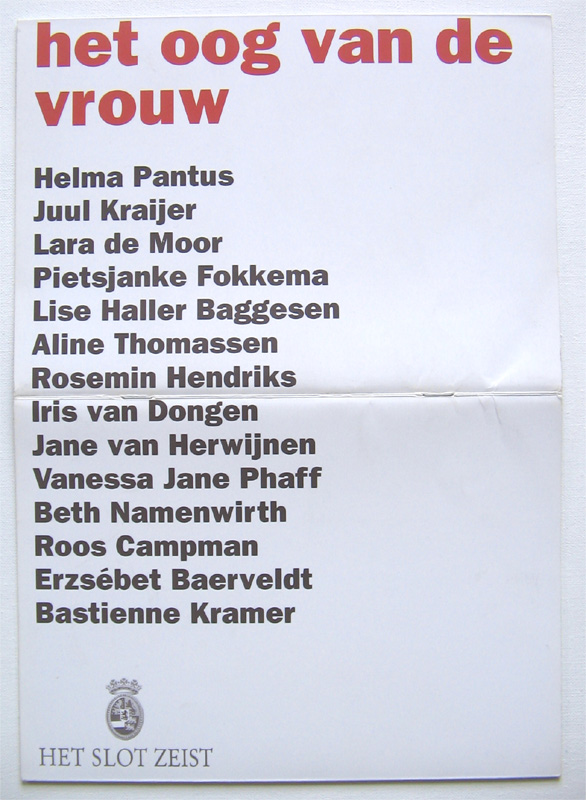 het oog van de
vrouw
Helma Pantus
Juul Kraijer
Lara de Moor
Pietsjanke Fokkema
Lise Haller Baggesen
Aline Thomassen
Rosemin Hendriks
Iris van Dongen
Jane van Herwijnen
Vanessa Jane Phaff
Beth Namenwirth
Roos Campman
Erzsébet Baerveldt
Bastienne Kramer
HET SLOT ZEIST